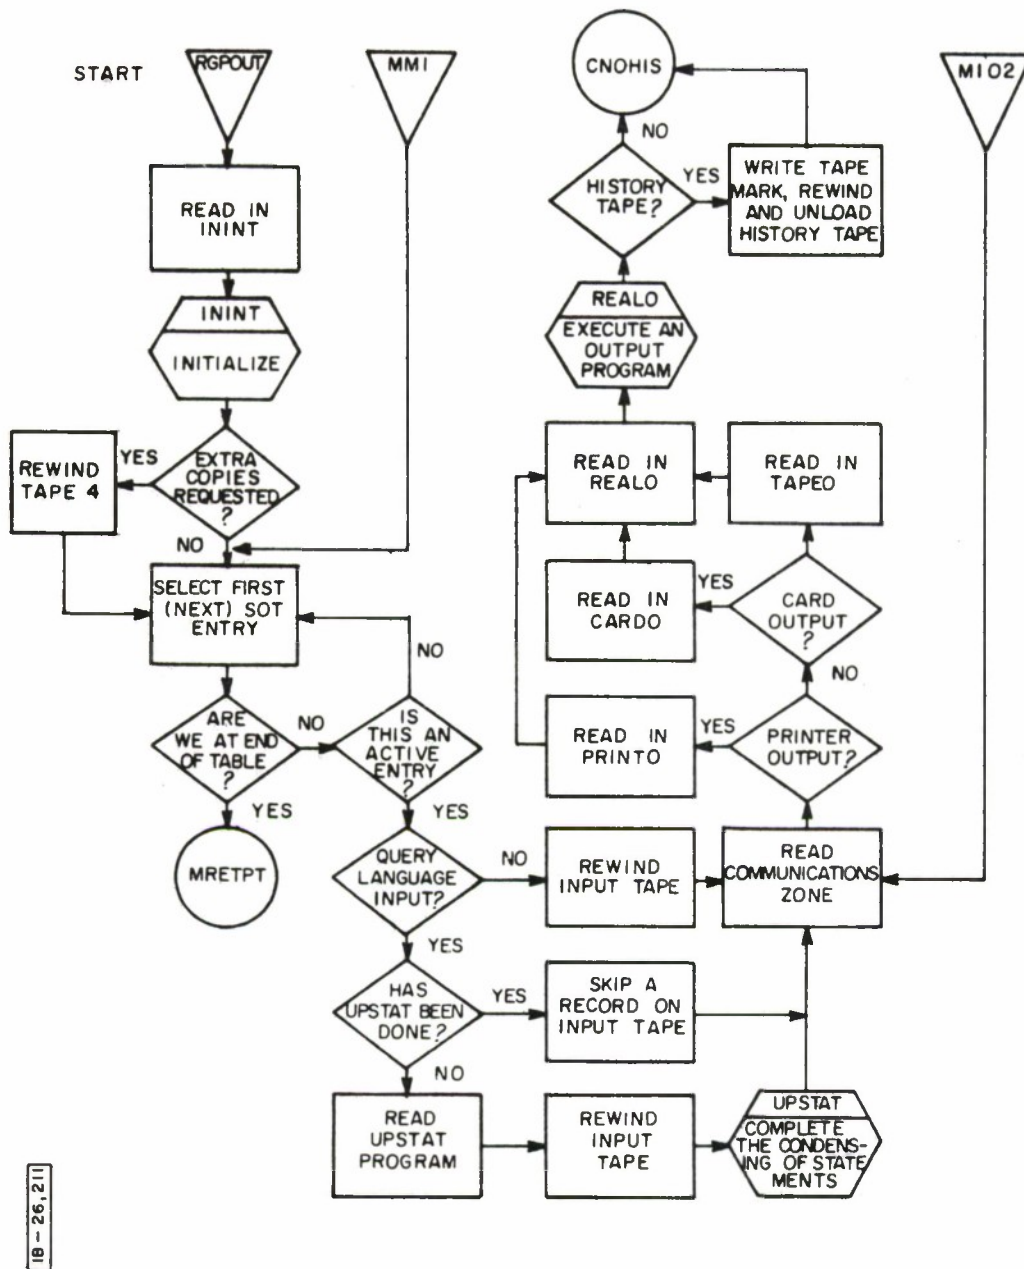 START
RGPOUT
MM1
CNOHIS
M102
READ IN
ININT
NO
HISTORY
TAPE?
YES
WRITE TAPE
MARK, REWIND
AND UNLOAD
HISTORY TAPE
ININT
INITIALIZE
REALO
EXECUTE AN
OUTPUT
PROGRAM
REWIND
TAPE 4
YES
EXTRA
COPIES
REQUESTED
?
NO
READ IN
REALO
READ IN
TAPEO
SELECT FIRST
(NEXT) SOT
ENTRY
NO
READ IN
CARDO
YES
CARD
OUTPUT
?
NO
ARE
WE AT END
OF TABLE
?
NO
IS
THIS AN
ACTIVE
ENTRY
?
READ IN
PRINTO
YES
PRINTER
OUTPUT?
YES
MRETPT
YES
QUERY
LANGUAGE
INPUT?
NO
REWIND
INPUT TAPE
READ
COMMUNICATIONS
ZONE
YES
HAS
UPSTAT BEEN
DONE?
YES
SKIP A
RECORD ON
INPUT TAPE
NO
READ
UPSTAT
PROGRAM
REWIND
INPUT
TAPE
UPSTAT
COMPLETE
THE CONDENS-
ING OF STATE
MENTS
18-26,211